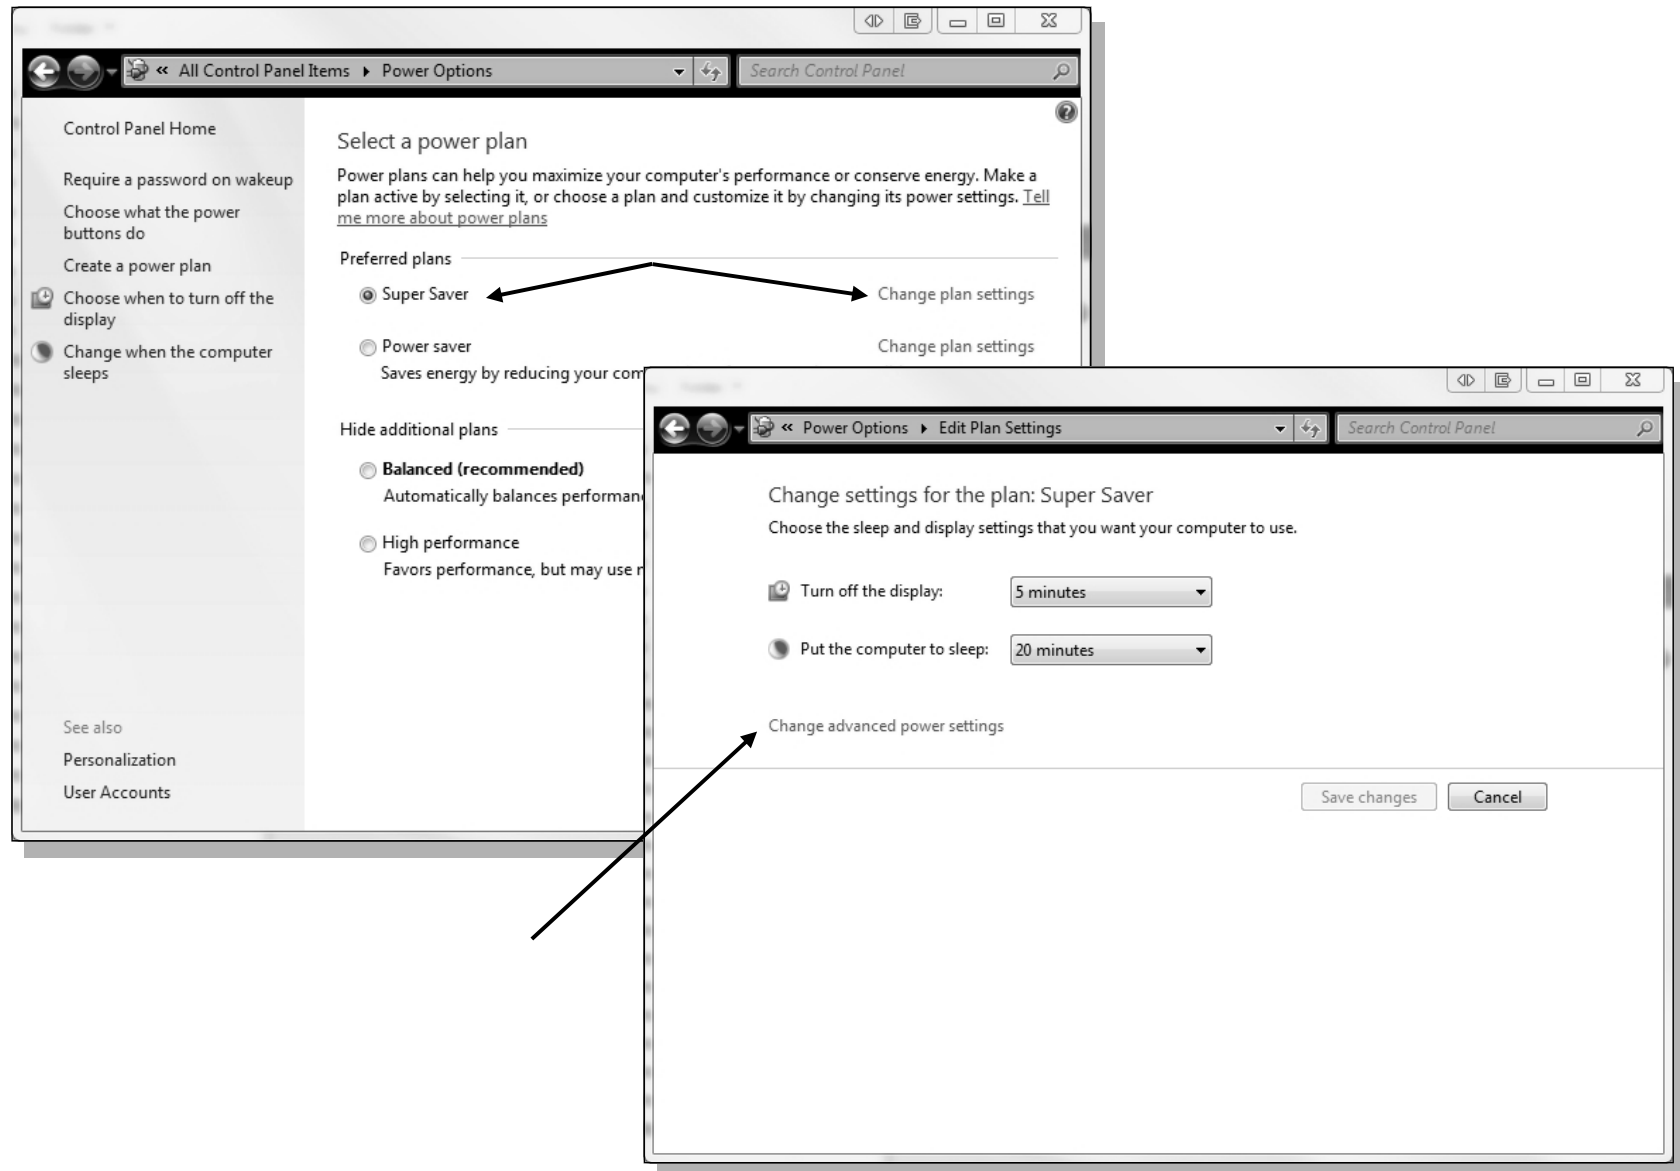 « All Control Panel Items Power Options
Search Control Panel
Control Panel Home
Require a password on wakeup
Choose what the power
buttons do
Create a power plan
Choose when to turn off the
display
Change when the computer
sleeps
See also
Personalization
User Accounts
Select a power plan
Power plans can help you maximize your computer's performance or conserve energy. Make a
plan active by selecting it, or choose a plan and customize it by changing its power settings. Tell
me more about power plans
Preferred plans
Super Saver Change plan settings
Power saver Change plan settings
Saves energy by reducing your com
Hide additional plans
Balanced (recommended)
Automatically balances performan
High performance
Favors performance, but may use
« Power Options Edit Plan Settings
Search Control Panel
Change settings for the plan: Super Saver
Choose the sleep and display settings that you want your computer to use.
Turn off the display: 5 minutes
Put the computer to sleep: 20 minutes
Change advanced power settings
Save changes Cancel